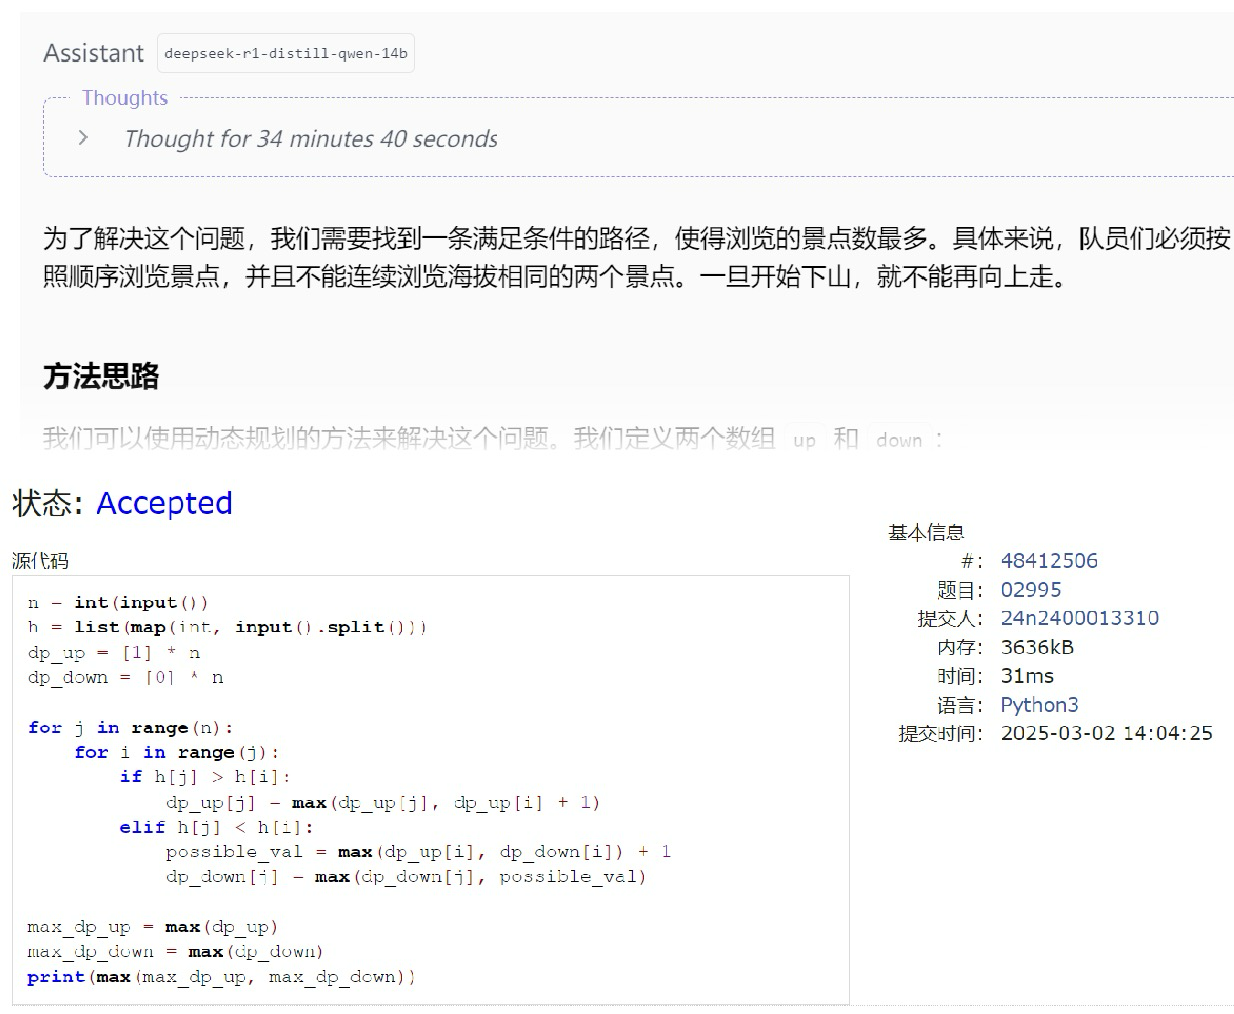 Assistant deepseek-r1-distill-qwen-14b
Thoughts
Thought for 34 minutes 40 seconds
为了解决这个问题，我们需要找到一条满足条件的路径，使得浏览的景点数最多。具体来说，队员们必须按
照顺序浏览景点，并且不能连续浏览海拔相同的两个景点。一旦开始下山，就不能再向上走。
方法思路
我们可以使用动态规划的方法来解决这个问题。我们定义两个数组 up 和 down ：
状态: Accepted
源代码
n = int(input())
h = list(map(int, input().split()))
dp_up = [1] * n
dp_down = [0] * n
for j in range(n):
    for i in range(j):
        if h[j] > h[i]:
            dp_up[j] = max(dp_up[j], dp_up[i] + 1)
        elif h[j] < h[i]:
            possible_val = max(dp_up[i], dp_down[i]) + 1
            dp_down[j] = max(dp_down[j], possible_val)
max_dp_up = max(dp_up)
max_dp_down = max(dp_down)
print(max(max_dp_up, max_dp_down))
基本信息
#: 48412506
题目: 02995
提交人: 24n2400013310
内存: 3636kB
时间: 31ms
语言: Python3
提交时间: 2025-03-02 14:04:25